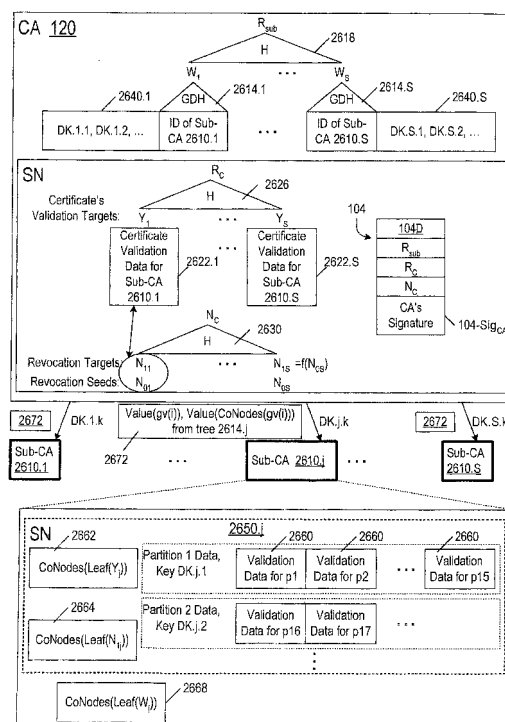 CA 120
R_sub
H
2618
W_1 ... W_S
2640.1
GDH
2614.1
GDH
2614.S
2640.S
DK.1.1, DK.1.2, ...
ID of Sub-CA 2610.1
...
ID of Sub-CA 2610.S
DK.S.1, DK.S.2, ...
SN
R_C
H
2626
Certificate's Validation Targets:
Y_1 ... Y_S
Certificate Validation Data for Sub-CA 2610.1
2622.1
...
Certificate Validation Data for Sub-CA 2610.S
2622.S
104
104D
R_sub
R_C
N_C
CA's Signature
104-Sig_CA
N_C
H
2630
Revocation Targets:
N_11 ... N_1S =f(N_0S)
Revocation Seeds:
N_01 N_0S
2672
DK.1.k
Value(gv(i)), Value(CoNodes(gv(i))) from tree 2614.j
2672
DK.j.k
2672
DK.S.k
Sub-CA 2610.1
...
Sub-CA 2610.j
...
Sub-CA 2610.S
SN
2650.j
2662
CoNodes(Leaf(Y_j))
2664
CoNodes(Leaf(N_1j))
Partition 1 Data, Key DK.j.1
2660
2660
2660
Validation Data for p1
Validation Data for p2
...
Validation Data for p15
Partition 2 Data, Key DK.j.2
Validation Data for p16
Validation Data for p17
...
2668
CoNodes(Leaf(W_j))